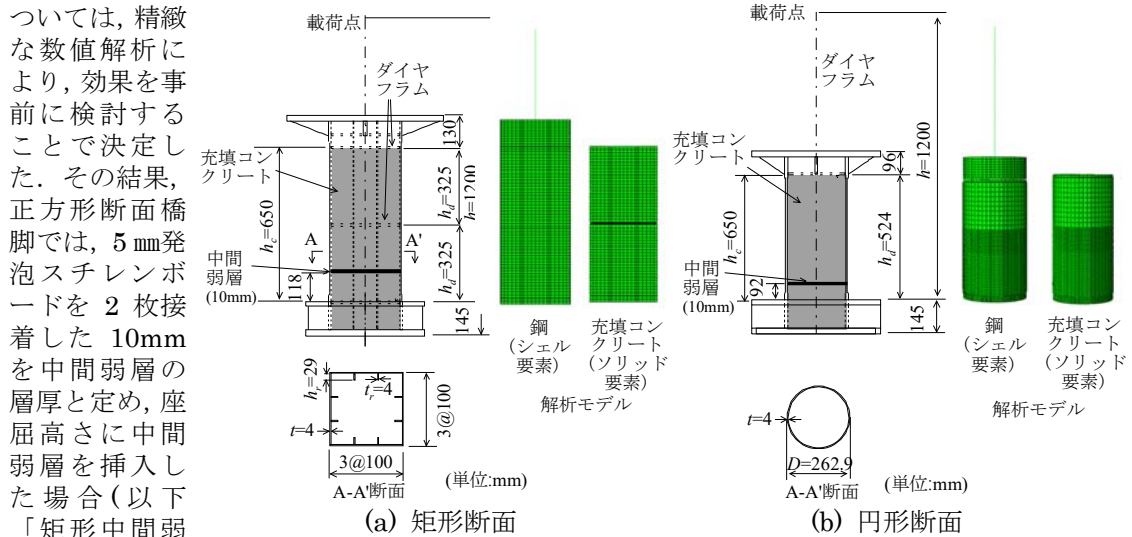 ついては，精緻
な数値解析に
より，効果を事
前に検討する
ことで決定し
た．その結果，
正方形断面橋
脚では，5 ㎜発
泡スチレンボ
ードを 2 枚接
着した 10mm
を中間弱層の
層厚と定め，座
屈高さに中間
弱層を挿入し
た場合(以下
「矩形中間弱
載荷点
ダイヤ
フラム
充填コン
クリート
130
hc=650
hd=325
h=1200
hd=325
A
A'
中間
弱層
(10mm)
118
145
鋼
（シェル
要素）
充填コン
クリート
（ソリッド
要素）
解析モデル
hr=29
tr=4
t=4
3@100
3@100
A-A'断面
(単位:mm)
(a) 矩形断面
載荷点
ダイヤ
フラム
充填コン
クリート
96
h=1200
hc=650
hd=524
中間
弱層
(10mm)
92
145
鋼
（シェル
要素）
充填コン
クリート
（ソリッド
要素）
解析モデル
t=4
D=262.9
A-A'断面
(単位:mm)
(b) 円形断面